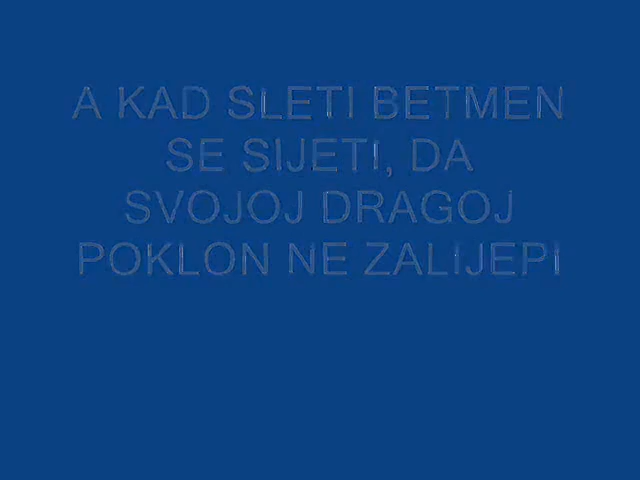 A KAD SLETI BETMEN
SE SIJETI, DA
SVOJOJ DRAGOJ
POKLON NE ZALIJEPI